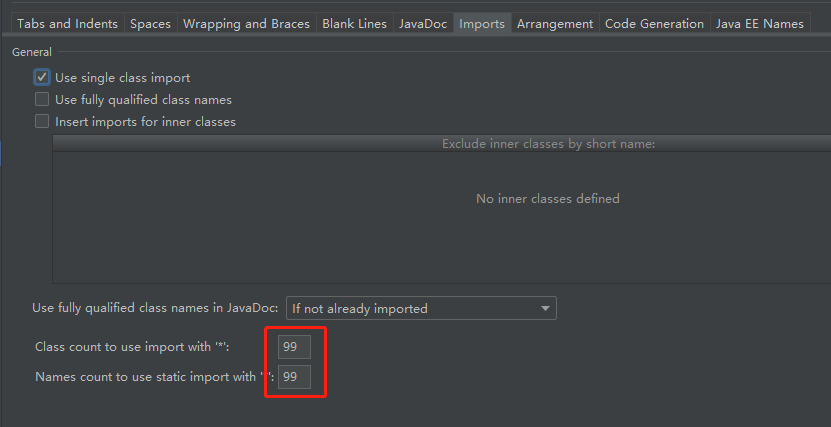 Tabs and Indents Spaces Wrapping and Braces Blank Lines JavaDoc Imports Arrangement Code Generation Java EE Names
General
Use single class import
Use fully qualified class names
Insert imports for inner classes
Exclude inner classes by short name:
No inner classes defined
Use fully qualified class names in JavaDoc: If not already imported
Class count to use import with '*': 99
Names count to use static import with '*': 99